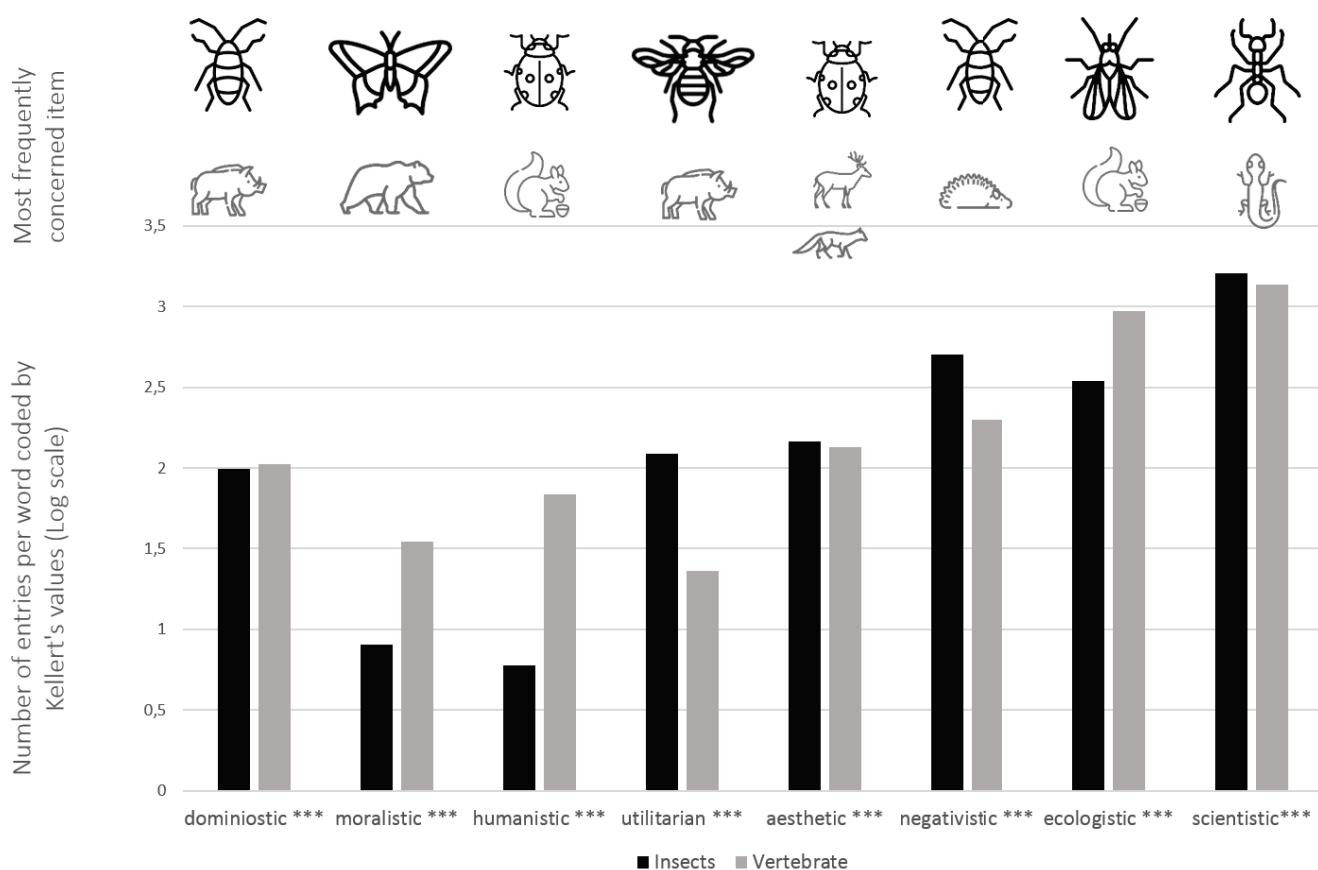 Most frequently
concerned item
Number of entries per word coded by
Kellert's values (Log scale)
3,5
3
2,5
2
1,5
1
0,5
0
dominiostic *** moralistic *** humanistic *** utilitarian *** aesthetic *** negativistic *** ecologistic *** scientistic***
Insects Vertebrate